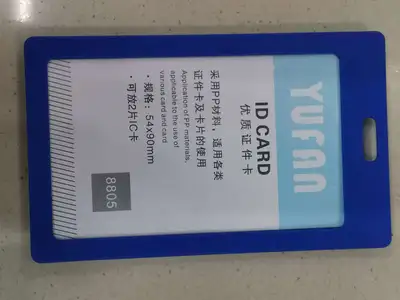 YUFAN
ID CARD
优质证件卡
采用PP材料，适用各类
证件卡及卡片的使用
Application of PP materials,
applicable to the use of
various card and card
·规格：54x90mm
·可放2片IC卡
8805